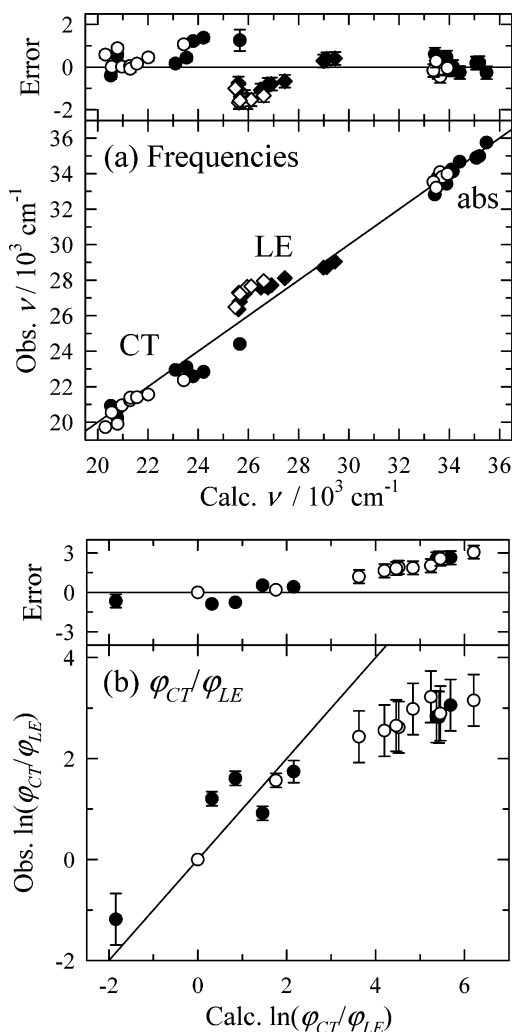 2
0
-2
Error
36
34
32
30
28
26
24
22
20
Obs. ν / 10³ cm⁻¹
(a) Frequencies
abs
LE
CT
20 22 24 26 28 30 32 34 36
Calc. ν / 10³ cm⁻¹
3
0
-3
Error
4
2
0
-2
Obs. ln(φCT/φLE)
(b) φCT/φLE
-2 0 2 4 6
Calc. ln(φCT/φLE)